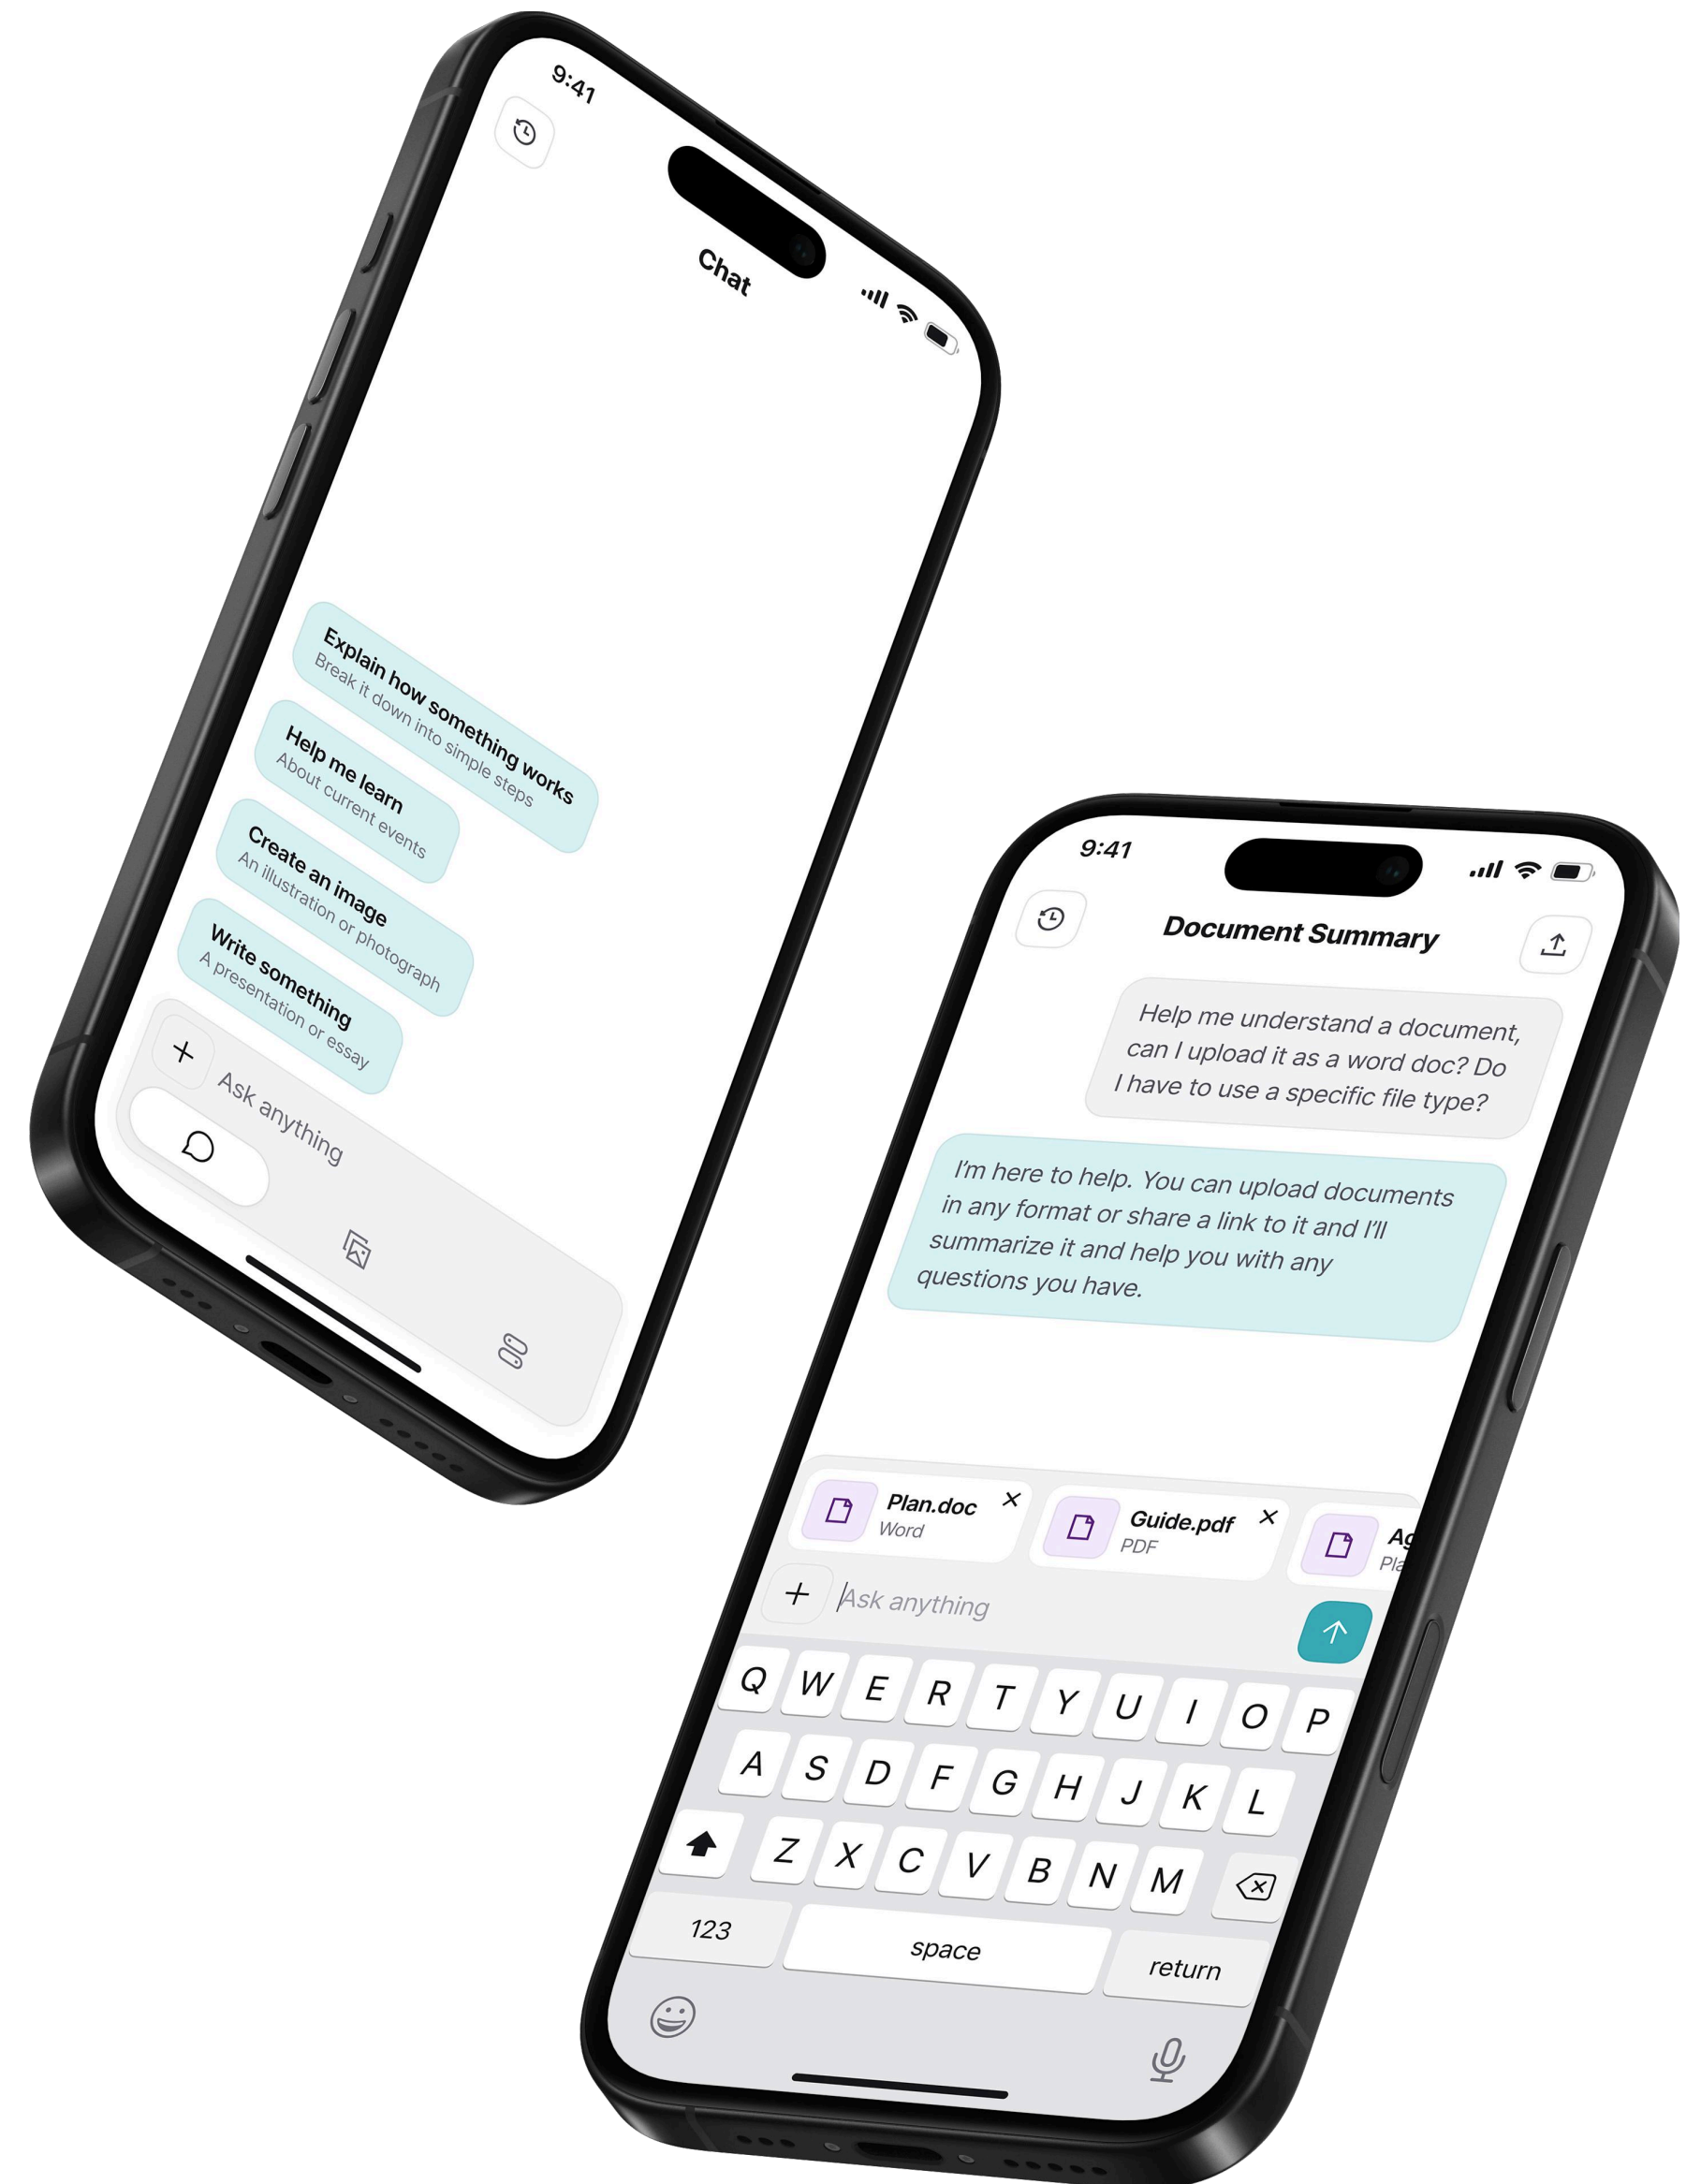 9:41
Chat
Explain how something works
Break it down into simple steps
Help me learn
About current events
Create an image
An illustration or photograph
Write something
A presentation or essay
Ask anything
9:41
Document Summary
Help me understand a document,
can I upload it as a word doc? Do
I have to use a specific file type?
I'm here to help. You can upload documents
in any format or share a link to it and I'll
summarize it and help you with any
questions you have.
Plan.doc
Word
Guide.pdf
PDF
Ag
Pla
Ask anything
Q W E R T Y U I O P
A S D F G H J K L
Z X C V B N M
123 space return